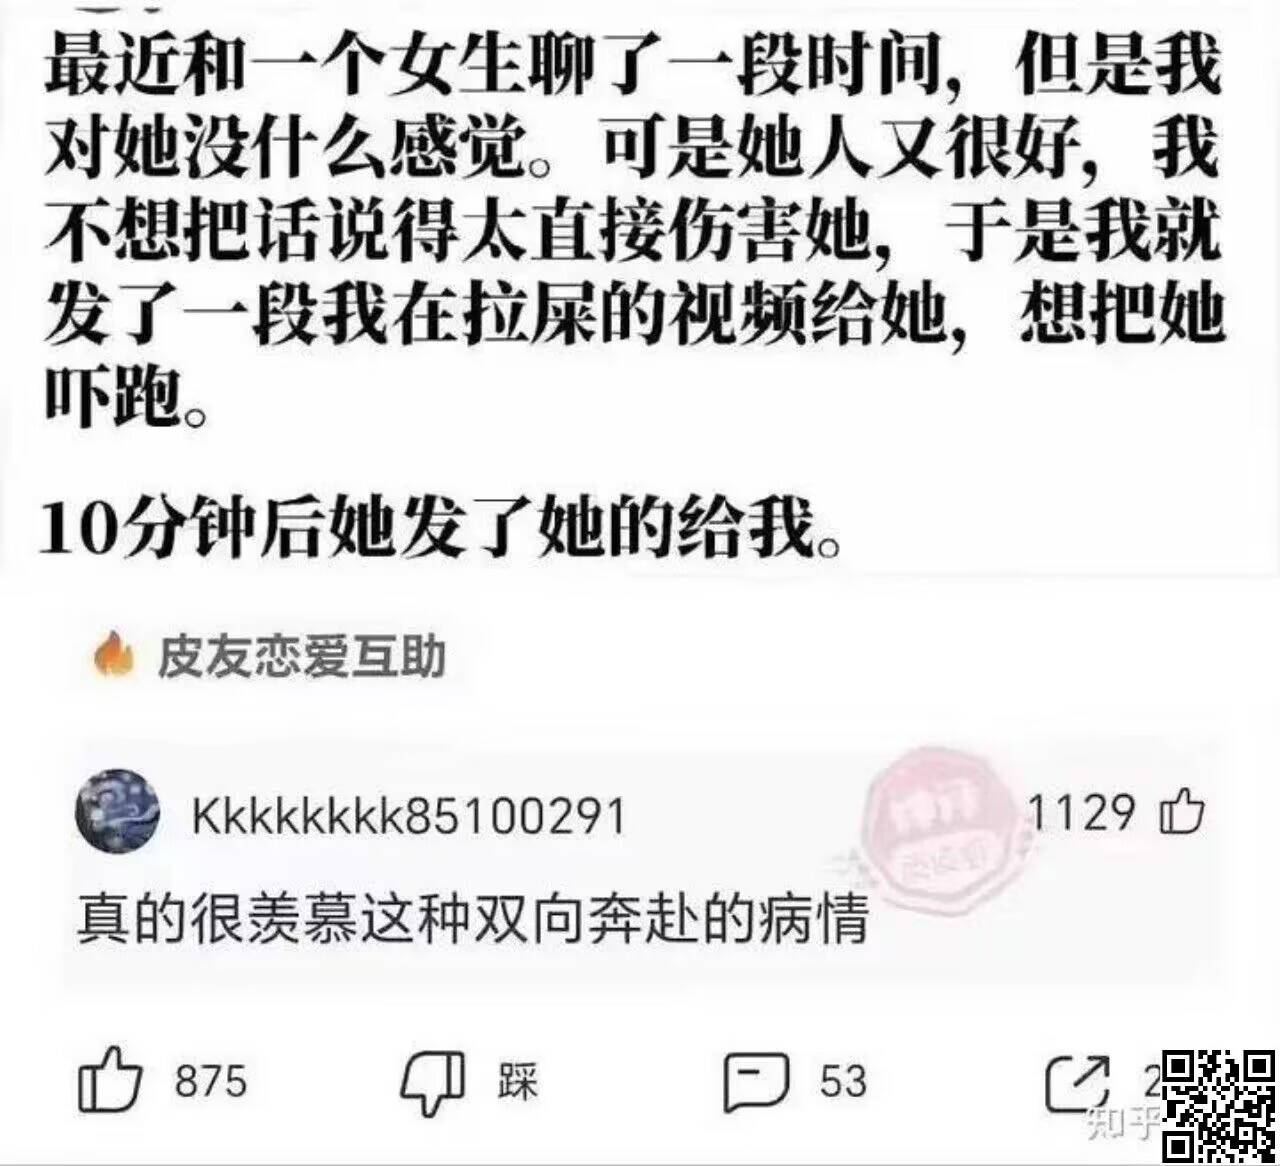 最近和一个女生聊了一段时间，但是我
对她没什么感觉。可是她人又很好，我
不想把话说得太直接伤害她，于是我就
发了一段我在拉屎的视频给她，想把她
吓跑。
10分钟后她发了她的给我。
皮友恋爱互助
Kkkkkkkk85100291
1129
真的很羡慕这种双向奔赴的病情
875
踩
53
2
知乎